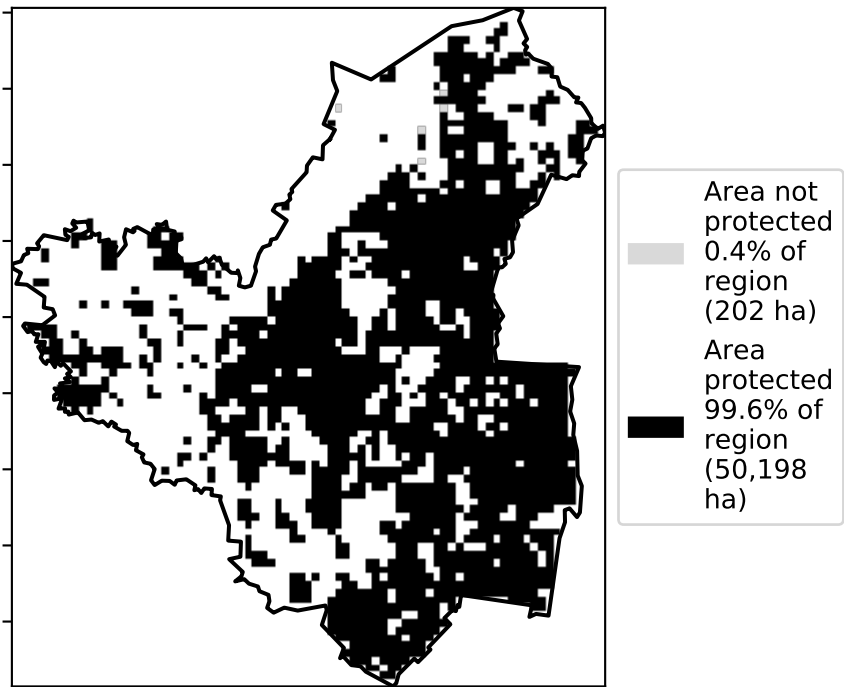 Area not
protected
0.4% of
region
(202 ha)
Area
protected
99.6% of
region
(50,198
ha)